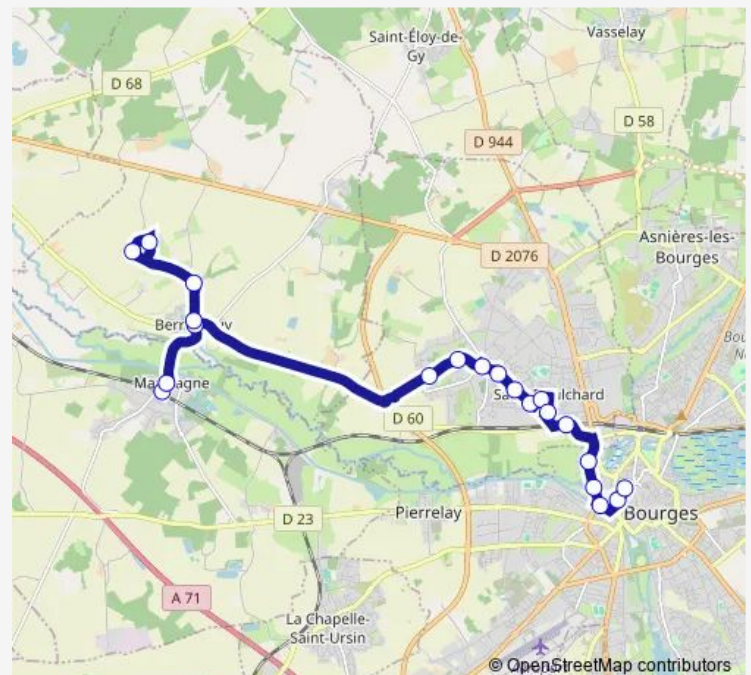 Saint-Éloy-de-
Gy
Vasselay
D 68
D 58
D 944
Asnières-les-
Bourges
D 2076
D 60
D 23
Pierrelay
Bourges
A 71
La Chapelle-
Saint-Ursin
© OpenStreetMap contributors